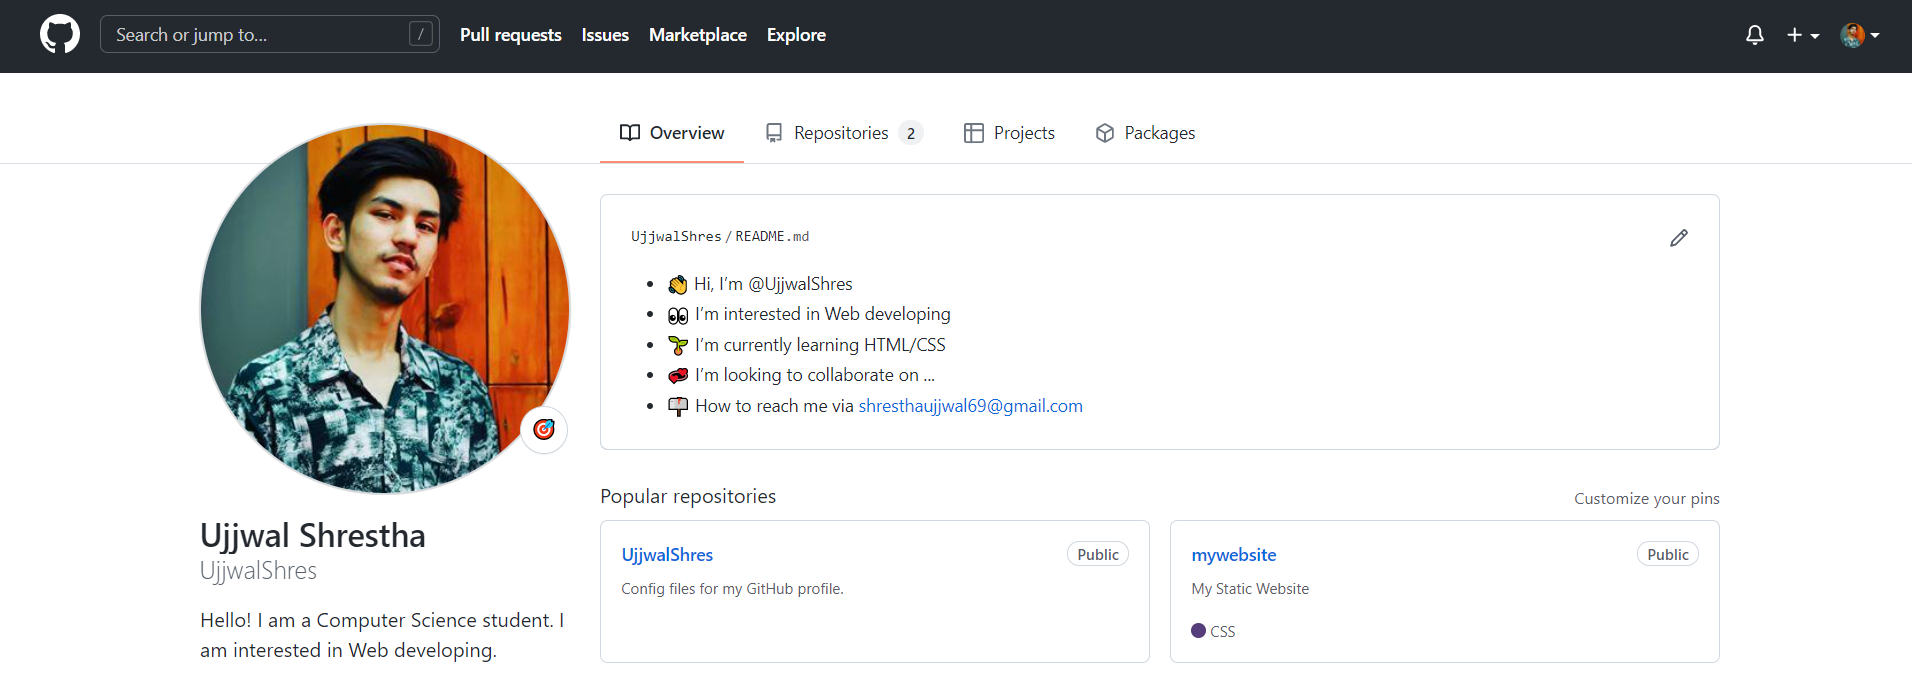 Search or jump to...
/
Pull requests
Issues
Marketplace
Explore
Overview
Repositories 2
Projects
Packages
UjjwalShres / README.md
👋 Hi, I’m @UjjwalShres
👀 I’m interested in Web developing
🌱 I’m currently learning HTML/CSS
💞️ I’m looking to collaborate on ...
📫 How to reach me via shresthaujjwal69@gmail.com
Ujjwal Shrestha
UjjwalShres
Hello! I am a Computer Science student. I
am interested in Web developing.
Popular repositories
Customize your pins
UjjwalShres
Public
Config files for my GitHub profile.
mywebsite
Public
My Static Website
CSS